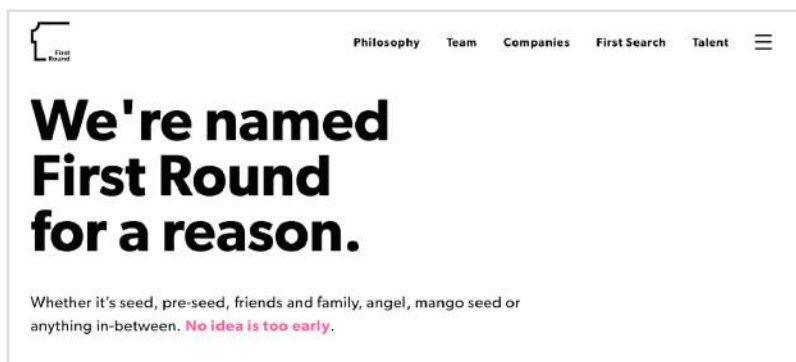 First
Round
Philosophy Team Companies First Search Talent
We're named
First Round
for a reason.
Whether it’s seed, pre-seed, friends and family, angel, mango seed or
anything in-between. No idea is too early.